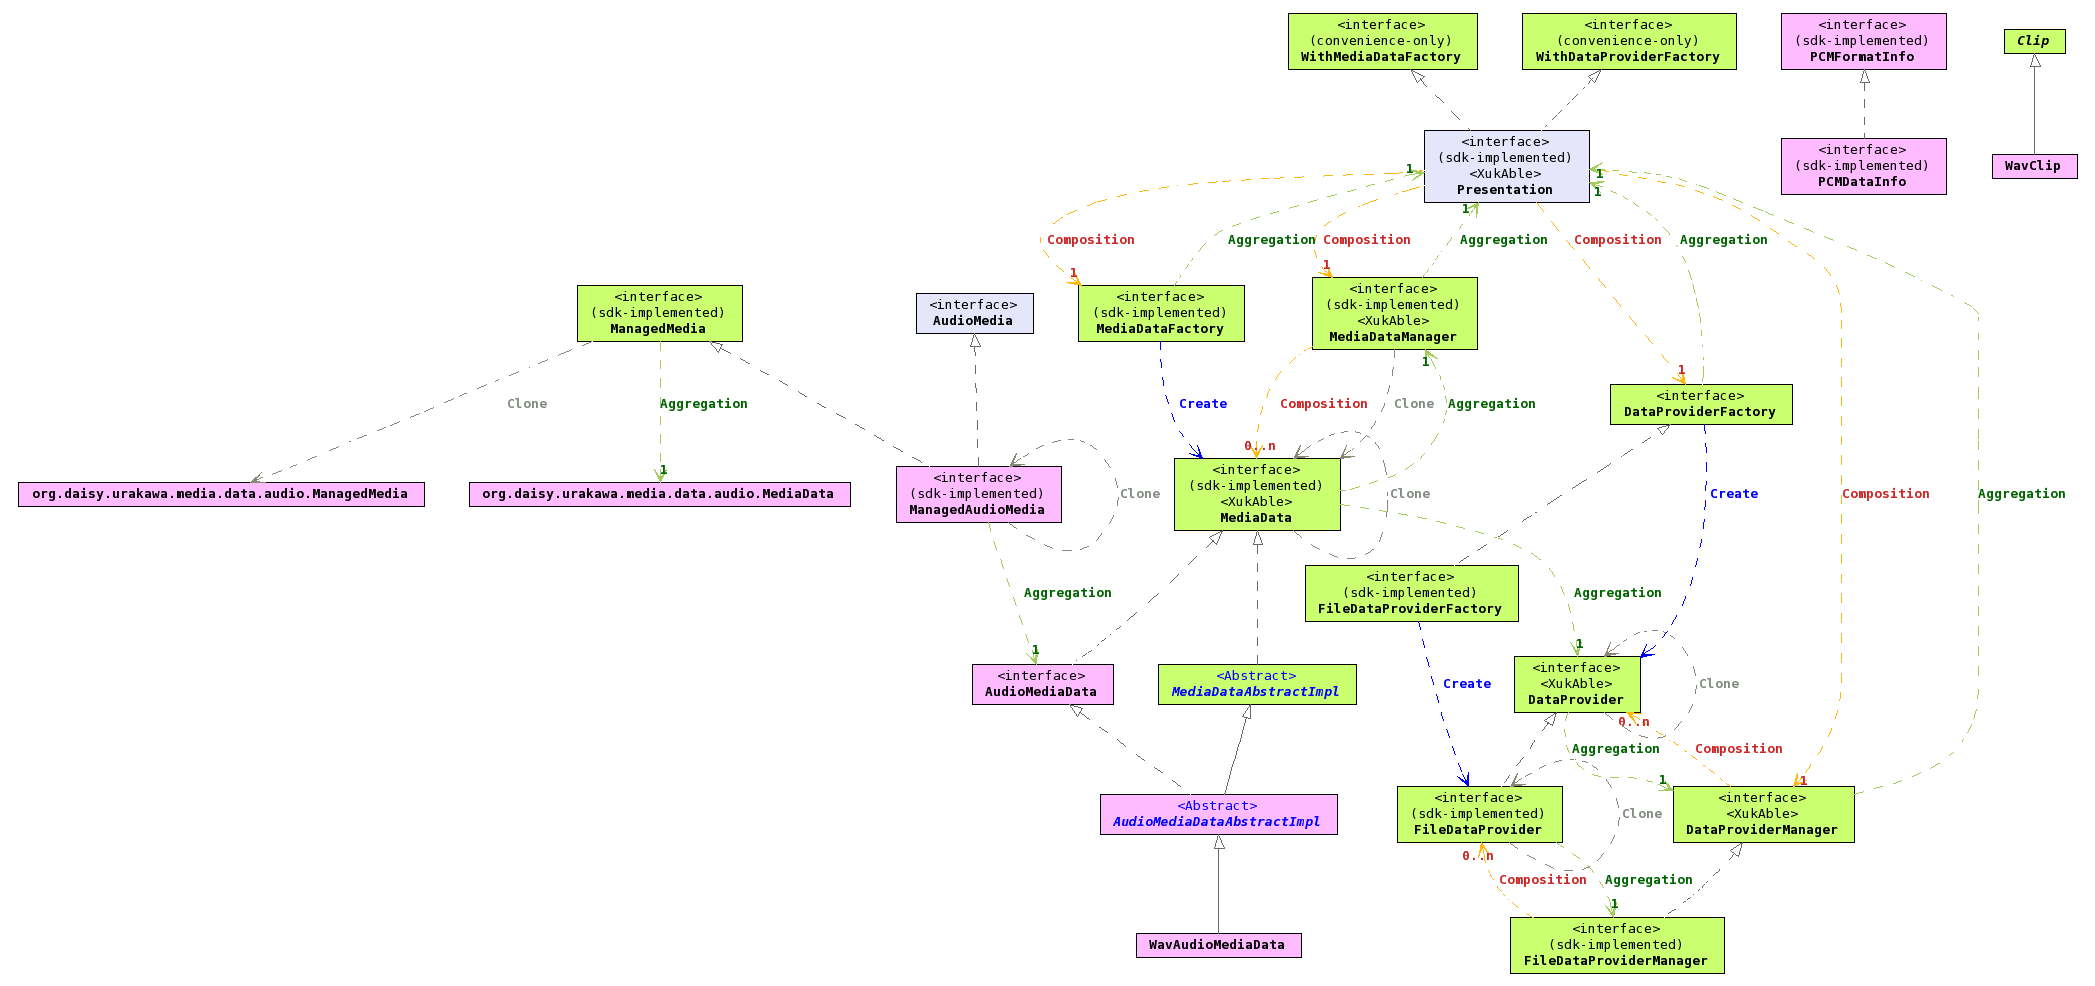 <interface>
(convenience-only)
WithMediaDataFactory
<interface>
(convenience-only)
WithDataProviderFactory
<interface>
(sdk-implemented)
PCMFormatInfo
Clip
<interface>
(sdk-implemented)
<XukAble>
Presentation
<interface>
(sdk-implemented)
PCMDataInfo
WavClip
1
1
1
1
Composition
Aggregation
Composition
Aggregation
Composition
Aggregation
1
1
<interface>
(sdk-implemented)
ManagedMedia
<interface>
AudioMedia
<interface>
(sdk-implemented)
MediaDataFactory
<interface>
(sdk-implemented)
<XukAble>
MediaDataManager
1
1
<interface>
DataProviderFactory
Clone
Aggregation
Create
Composition
Clone
Aggregation
0..n
1
org.daisy.urakawa.media.data.audio.ManagedMedia
org.daisy.urakawa.media.data.audio.MediaData
<interface>
(sdk-implemented)
ManagedAudioMedia
Clone
<interface>
(sdk-implemented)
<XukAble>
MediaData
Clone
Create
Composition
Aggregation
<interface>
(sdk-implemented)
FileDataProviderFactory
Aggregation
Aggregation
1
1
<interface>
AudioMediaData
<Abstract>
MediaDataAbstractImpl
Create
<interface>
<XukAble>
DataProvider
Clone
0..n
Aggregation
Composition
1
1
<Abstract>
AudioMediaDataAbstractImpl
<interface>
(sdk-implemented)
FileDataProvider
Clone
<interface>
<XukAble>
DataProviderManager
0..n
Composition
Aggregation
1
WavAudioMediaData
<interface>
(sdk-implemented)
FileDataProviderManager